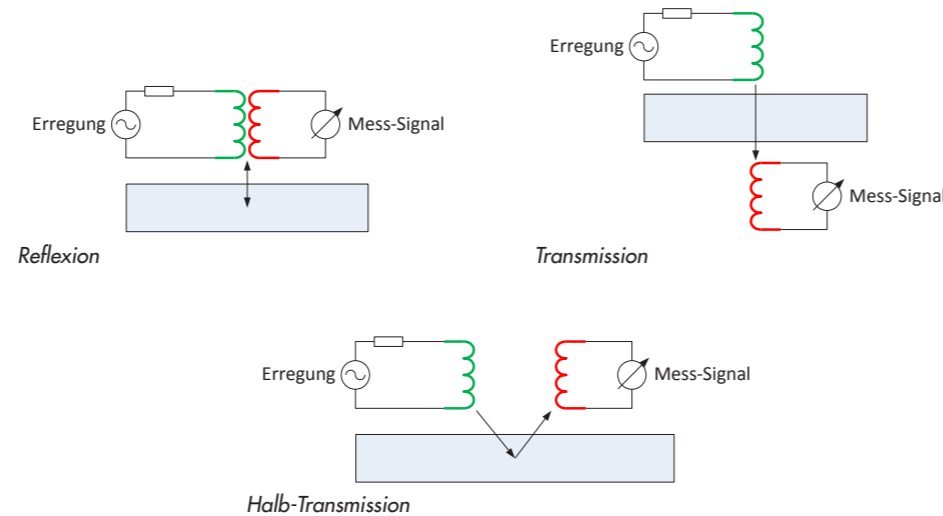 Erregung
Mess-Signal
Reflexion
Erregung
Mess-Signal
Transmission
Erregung
Mess-Signal
Halb-Transmission